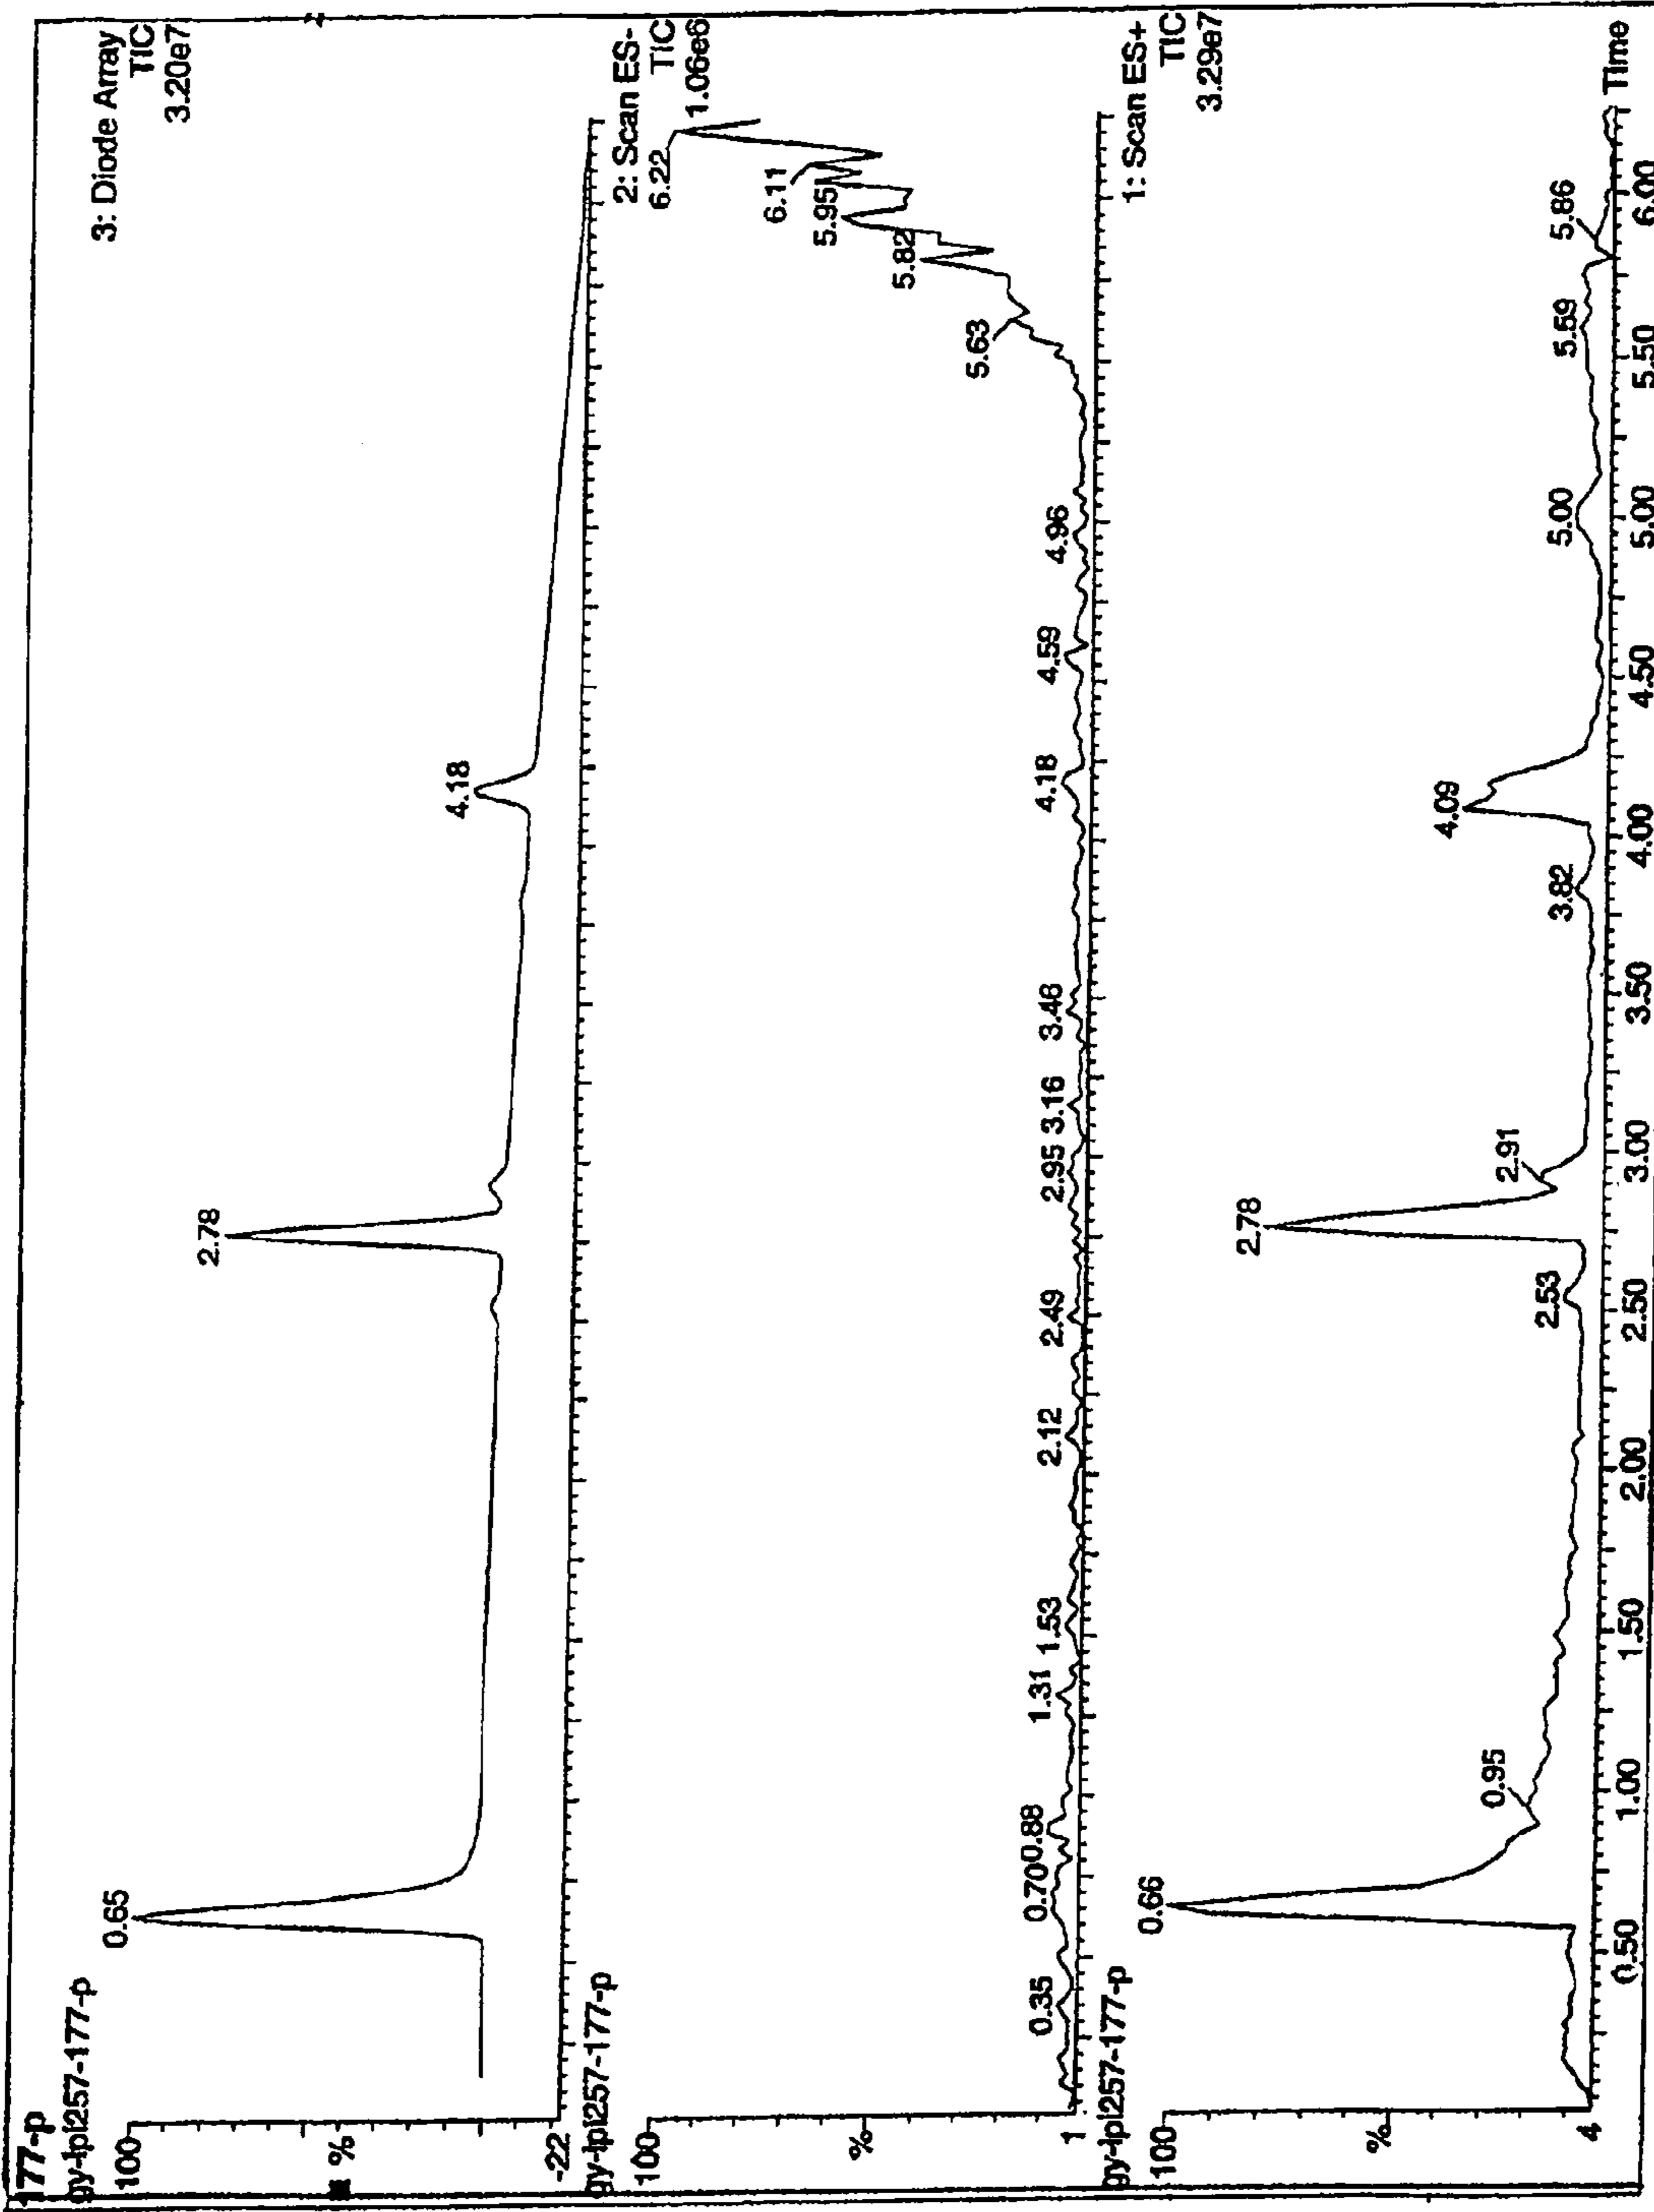 177-p
gy-lpl257-177-p
3: Diode Array
TIC
3.20e7
100
%
-22
0.65
2.78
4.18
gy-lpl257-177-p
2: Scan ES-
TIC
1.06e6
100
%
1
0.35
0.70
0.88
1.31
1.53
2.12
2.49
2.95
3.16
3.46
4.18
4.59
4.96
5.63
5.82
5.95
6.11
6.22
gy-lpl257-177-p
1: Scan ES+
TIC
3.29e7
100
%
4
0.66
0.95
2.53
2.78
2.91
3.82
4.09
5.00
5.59
5.86
0.50 1.00 1.50 2.00 2.50 3.00 3.50 4.00 4.50 5.00 5.50 6.00 Time